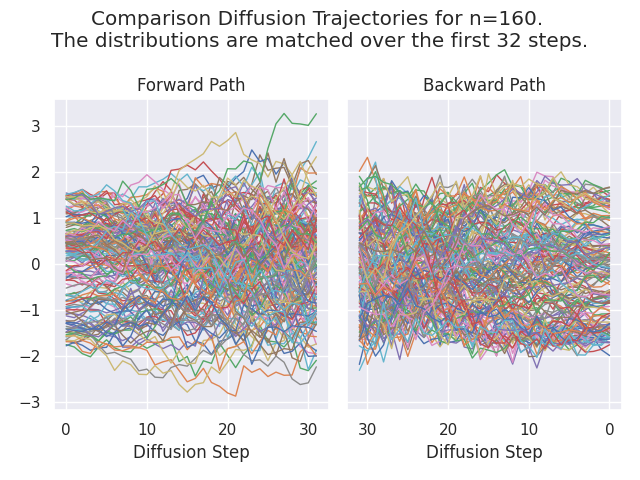 Comparison Diffusion Trajectories for n=160.
The distributions are matched over the first 32 steps.
Forward Path
Backward Path
3
2
1
0
−1
−2
−3
0 10 20 30
30 20 10 0
Diffusion Step
Diffusion Step